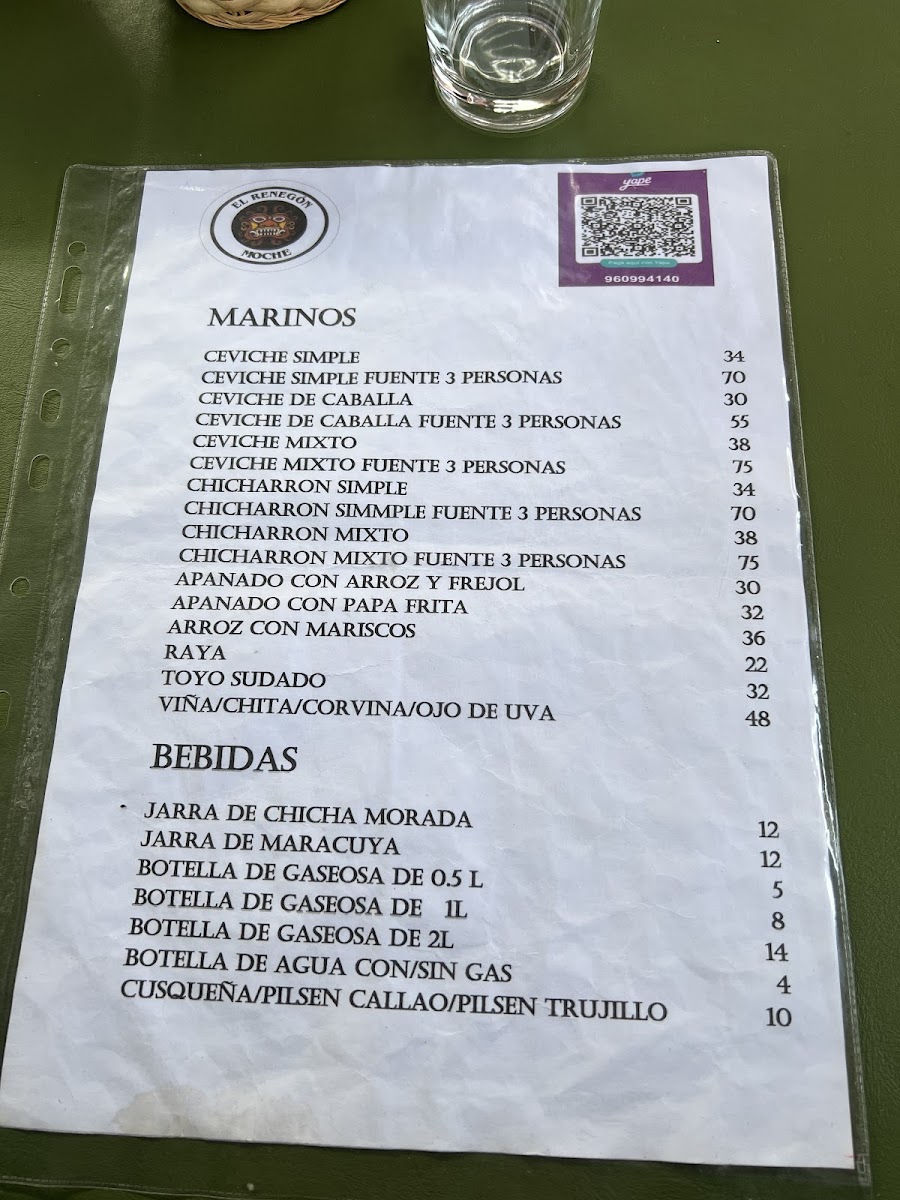 EL RENEGÓN
MOCHE
yape
Paga aquí con Yape
960994140
MARINOS
CEVICHE SIMPLE 34
CEVICHE SIMPLE FUENTE 3 PERSONAS 70
CEVICHE DE CABALLA 30
CEVICHE DE CABALLA FUENTE 3 PERSONAS 55
CEVICHE MIXTO 38
CEVICHE MIXTO FUENTE 3 PERSONAS 75
CHICHARRON SIMPLE 34
CHICHARRON SIMMPLE FUENTE 3 PERSONAS 70
CHICHARRON MIXTO 38
CHICHARRON MIXTO FUENTE 3 PERSONAS 75
APANADO CON ARROZ Y FREJOL 30
APANADO CON PAPA FRITA 32
ARROZ CON MARISCOS 36
RAYA 22
TOYO SUDADO 32
VIÑA/CHITA/CORVINA/OJO DE UVA 48
BEBIDAS
JARRA DE CHICHA MORADA 12
JARRA DE MARACUYA 12
BOTELLA DE GASEOSA DE 0.5 L 5
BOTELLA DE GASEOSA DE 1L 8
BOTELLA DE GASEOSA DE 2L 14
BOTELLA DE AGUA CON/SIN GAS 4
CUSQUEÑA/PILSEN CALLAO/PILSEN TRUJILLO 10